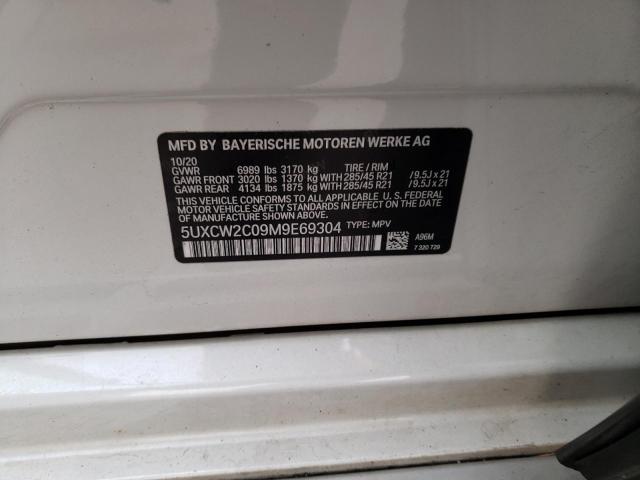 MFD BY BAYERISCHE MOTOREN WERKE AG
10/20
GVWR 6989 lbs 3170 kg TIRE / RIM
GAWR FRONT 3020 lbs 1370 kg WITH 285/45 R21 / 9.5J x 21
GAWR REAR 4134 lbs 1875 kg WITH 285/45 R21 / 9.5J x 21
THIS VEHICLE CONFORMS TO ALL APPLICABLE U. S. FEDERAL
MOTOR VEHICLE SAFETY STANDARDS IN EFFECT ON THE
DATE OF MANUFACTURE SHOWN ABOVE.
5UXCW2C09M9E69304 TYPE: MPV
A96M
7 320 729